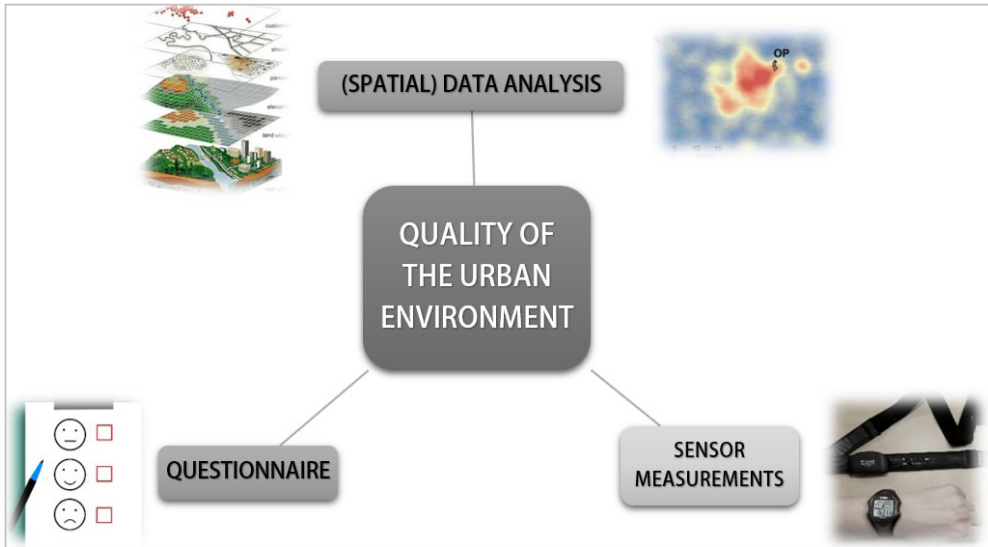 (SPATIAL) DATA ANALYSIS
OP
QUALITY OF
THE URBAN
ENVIRONMENT
QUESTIONNAIRE
SENSOR
MEASUREMENTS